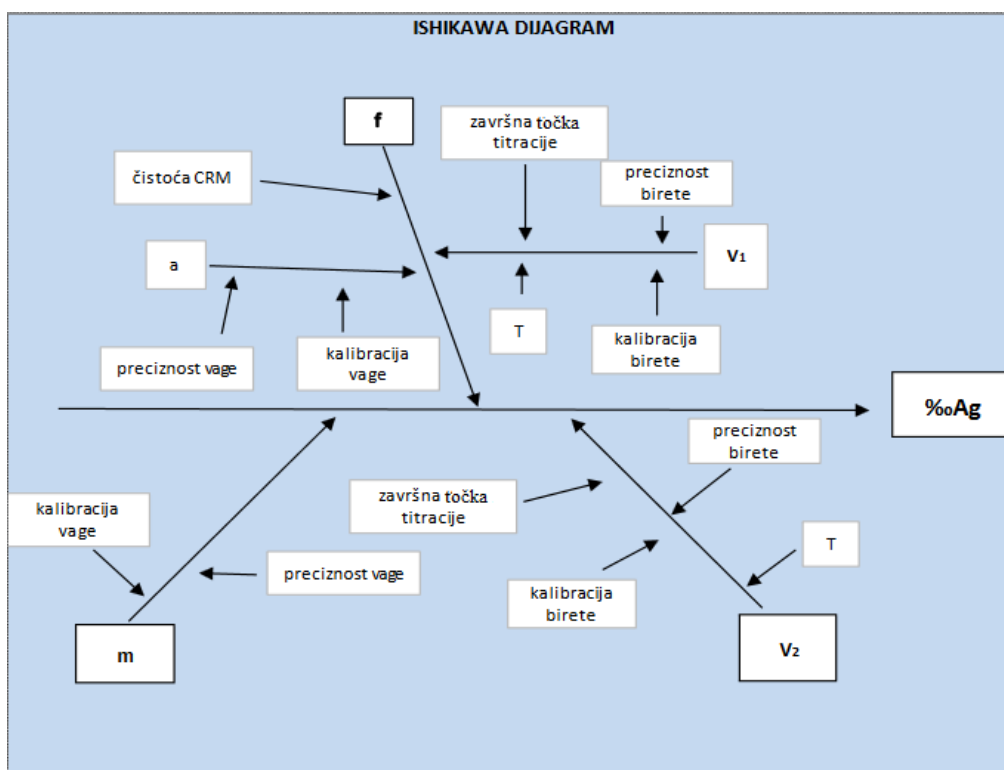 ISHIKAWA DIJAGRAM
f
završna točka
titracije
čistoća CRM
preciznost
birete
a
V1
T
preciznost vage
kalibracija
vage
kalibracija
birete
‰Ag
preciznost
birete
završna točka
titracije
kalibracija
vage
T
preciznost vage
kalibracija
birete
m
V2